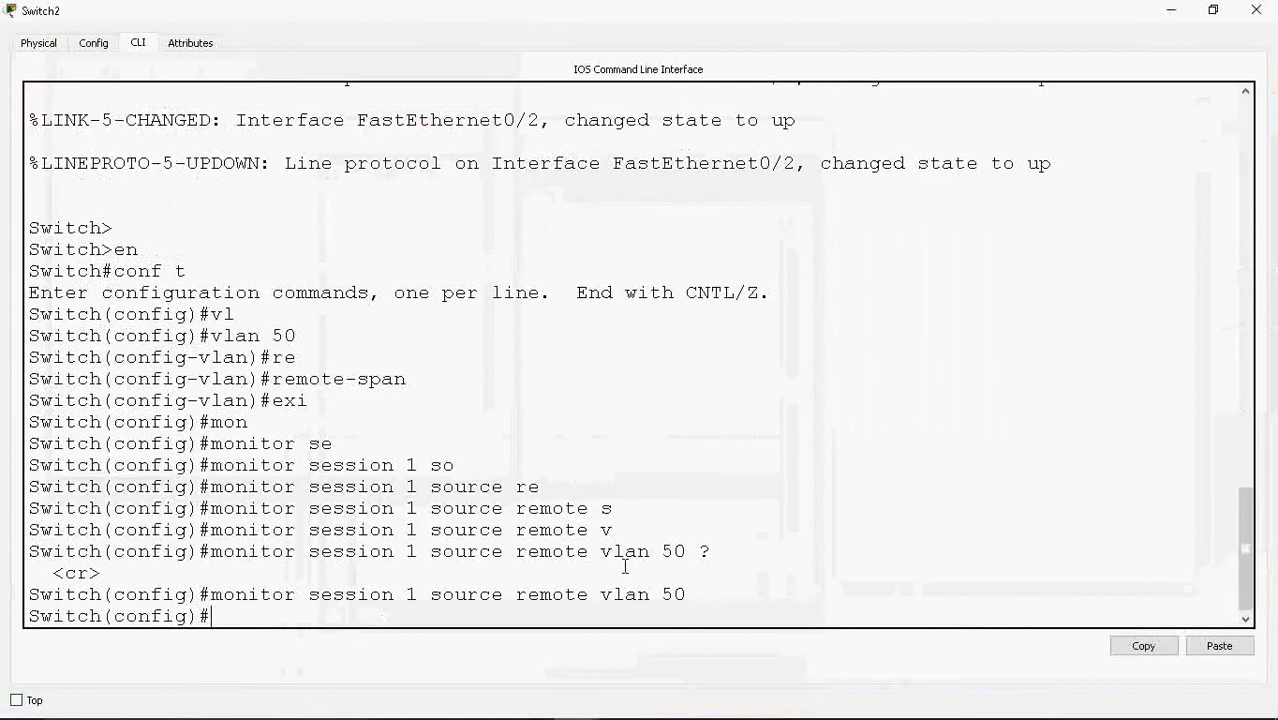 Switch2
Physical Config CLI Attributes
IOS Command Line Interface
%LINK-5-CHANGED: Interface FastEthernet0/2, changed state to up
%LINEPROTO-5-UPDOWN: Line protocol on Interface FastEthernet0/2, changed state to up
Switch>
Switch>en
Switch#conf t
Enter configuration commands, one per line.  End with CNTL/Z.
Switch(config)#vl
Switch(config)#vlan 50
Switch(config-vlan)#re
Switch(config-vlan)#remote-span
Switch(config-vlan)#exi
Switch(config)#mon
Switch(config)#monitor se
Switch(config)#monitor session 1 so
Switch(config)#monitor session 1 source re
Switch(config)#monitor session 1 source remote s
Switch(config)#monitor session 1 source remote v
Switch(config)#monitor session 1 source remote vlan 50 ?
<cr>
Switch(config)#monitor session 1 source remote vlan 50
Switch(config)#
Copy Paste
Top